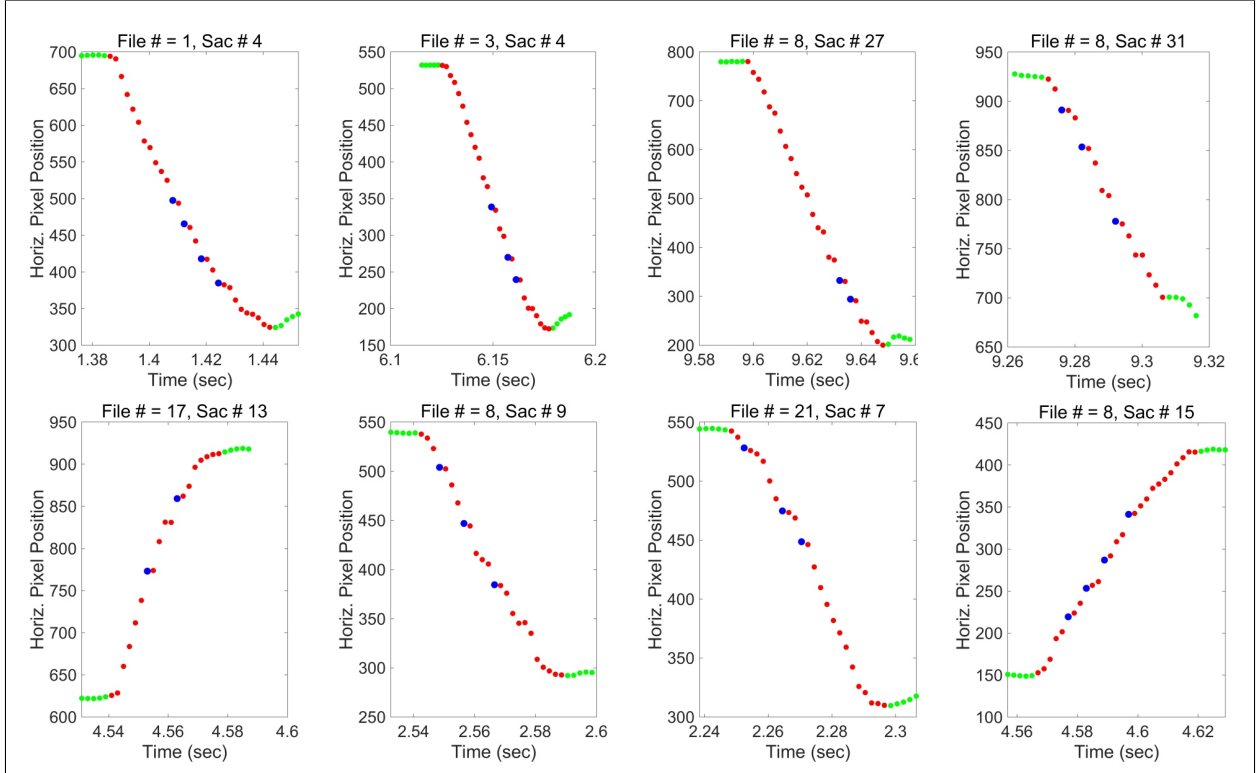 File # = 1, Sac # 4
700
650
600
550
500
450
400
350
300
Horiz. Pixel Position
1.38 1.4 1.42 1.44
Time (sec)
File # = 3, Sac # 4
550
500
450
400
350
300
250
200
150
Horiz. Pixel Position
6.1 6.15 6.2
Time (sec)
File # = 8, Sac # 27
800
700
600
500
400
300
200
Horiz. Pixel Position
9.58 9.6 9.62 9.64 9.6
Time (sec)
File # = 8, Sac # 31
950
900
850
800
750
700
650
Horiz. Pixel Position
9.26 9.28 9.3 9.32
Time (sec)
File # = 17, Sac # 13
950
900
850
800
750
700
650
600
Horiz. Pixel Position
4.54 4.56 4.58 4.6
Time (sec)
File # = 8, Sac # 9
550
500
450
400
350
300
250
Horiz. Pixel Position
2.54 2.56 2.58 2.6
Time (sec)
File # = 21, Sac # 7
550
500
450
400
350
300
Horiz. Pixel Position
2.24 2.26 2.28 2.3
Time (sec)
File # = 8, Sac # 15
450
400
350
300
250
200
150
100
Horiz. Pixel Position
4.56 4.58 4.6 4.62
Time (sec)